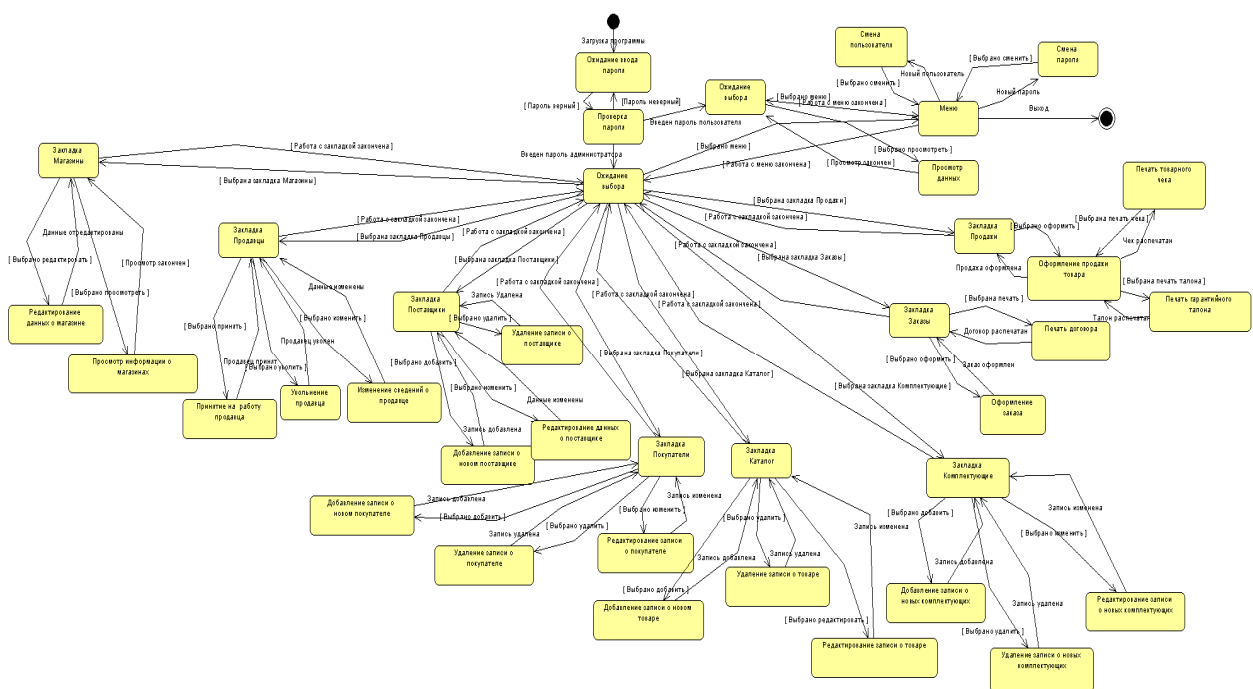 Загрузка программы
Ожидание ввода
пароля
[ Пароль верный ]
[Пароль неверный]
Проверка
пароля
Введен пароль пользователя
Введен пароль администратора
Ожидание
выбора
[ Выбрано меню ]
[Работа с меню закончена ]
Смена
пользователя
[ Выбрано сменить ]
Новый пользователь
Смена
пароля
[ Выбрано сменить ]
Новый пароль
Меню
Выход
[ Выбрано меню ]
[ Выбрано просмотреть ]
[Просмотр закончен ]
[ Работа с меню закончена ]
Просмотр
данных
Ожидание
выбора
Закладка
Магазины
[ Работа с закладкой закончена ]
[ Выбрана закладка Магазины]
Данные отредактированы
[ Выбрано редактировать ]
[ Просмотр закончен ]
[ Выбрано просмотреть ]
Редактирование
данных о магазине
Просмотр информации о
магазинах
Закладка
Продавцы
[ Работа с закладкой закончена ]
[ Выбрана закладка Продавцы]
Данные изменены
[ Выбрано принять ]
[ Выбрано изменить ]
Продавец уволен
Продавец принят
[ Выбрано уволить ]
Принятие на работу
продавца
Увольнение
продавца
Изменение сведений о
продавце
Закладка
Поставщики
[ Работа с закладкой закончена ]
[ Выбрана закладка Поставщики ]
Запись Удалена
[ Выбрано удалить ]
Удаление записи о
поставщике
[ Выбрано добавить ]
[ Выбрано изменить ]
Данные изменены
Запись добавлена
Добавление записи о
новом поставщике
Редактирование данных
о поставщике
[ Работа с закладкой закончена ]
[ Выбрана закладка Покупатели ]
Закладка
Покупатели
Запись добавлена
[ Выбрано добавить ]
[ Выбрано удалить ]
Запись удалена
[ Выбрано изменить ]
Запись изменена
Добавление записи о
новом покупателе
Удаление записи о
покупателе
Редактирование записи
о покупателе
[ Работа с закладкой закончена ]
[ Выбрана закладка Каталог ]
Закладка
Каталог
[ Выбрано удалить ]
Запись удалена
Запись добавлена
[ Выбрано добавить ]
Запись изменена
[ Выбрано редактировать ]
Удаление записи о товаре
Добавление записи о новом
товаре
Редактирование записи о товаре
[ Работа с закладкой закончена ]
[ Выбрана закладка Комплектующие ]
Закладка
Комплектующие
[ Выбрано добавить ]
Запись добавлена
[ Выбрано изменить ]
Запись изменена
Запись удалена
[ Выбрано удалить ]
Добавление записи о
новых комплектующих
Редактирование записи
о новых комплектующих
Удаление записи о новых
комплектующих
[ Выбрана закладка Продажи ]
[ Работа с закладкой закончена ]
Закладка
Продажи
[ Выбрано оформить ]
Продажа оформлена
Оформление продажи
товара
[ Выбрана печать чека ]
Чек распечатан
Печать товарного
чека
[ Выбрана печать талона ]
Талон распечатан
Печать гарантийного
талона
[ Работа с закладкой закончена ]
[ Выбрана закладка Заказы ]
Закладка
Заказы
[ Выбрана печать ]
Договор распечатан
Печать договора
[ Выбрано оформить ]
Заказ оформлен
Оформление
заказа